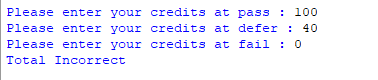 Please enter your credits at pass : 100
Please enter your credits at defer : 40
Please enter your credits at fail : 0
Total Incorrect